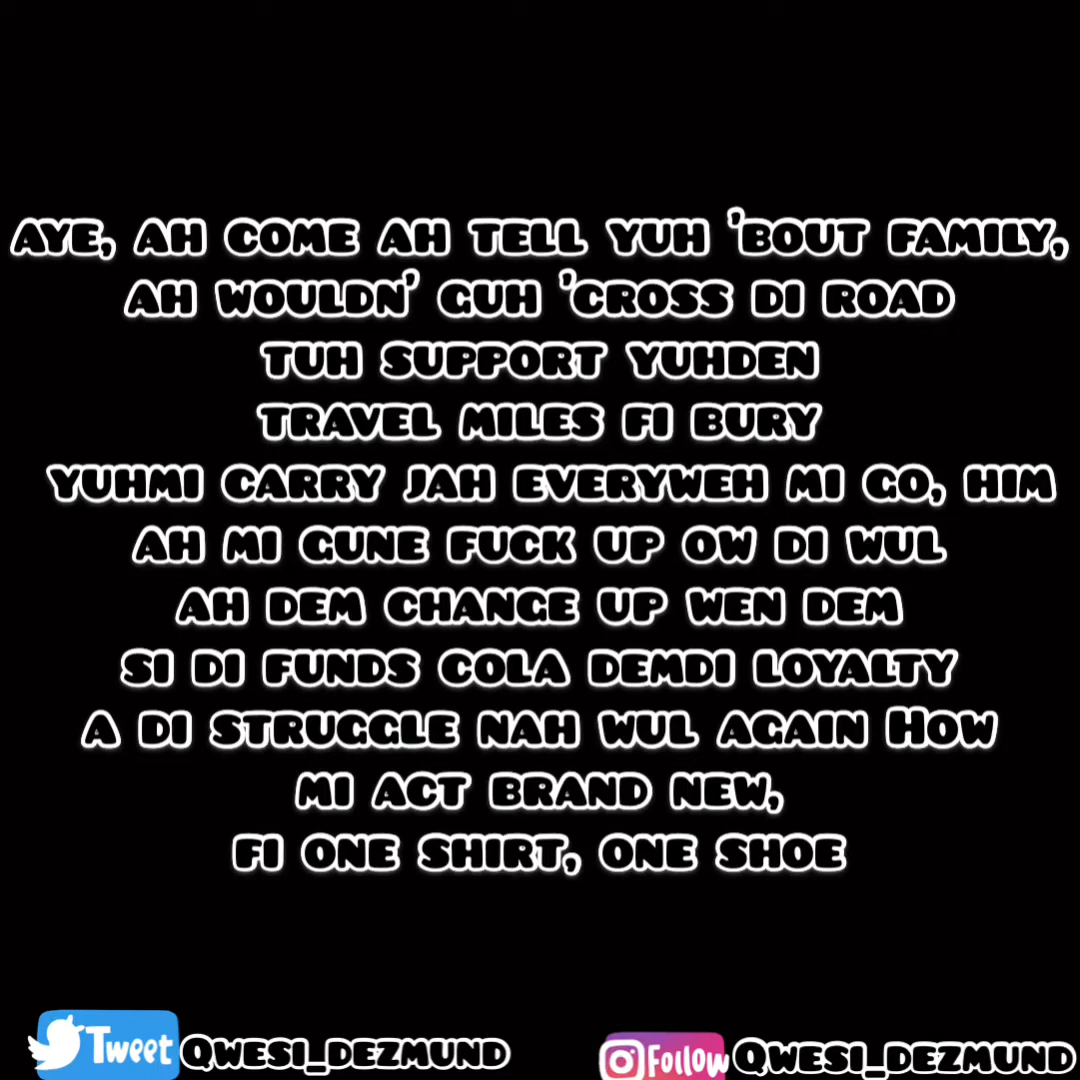 aye, ah come ah tell yuh 'bout family,
ah wouldn' guh 'cross di road
tuh support yuhden
travel miles fi bury
yuhmi carry jah everyweh mi go, him
ah mi gune fuck up ow di wul
ah dem change up wen dem
si di funds cola demdi loyalty
a di struggle nah wul again How
mi act brand new,
fi one shirt, one shoe
Tweet Qwesi_dezmund
Follow Qwesi_dezmund